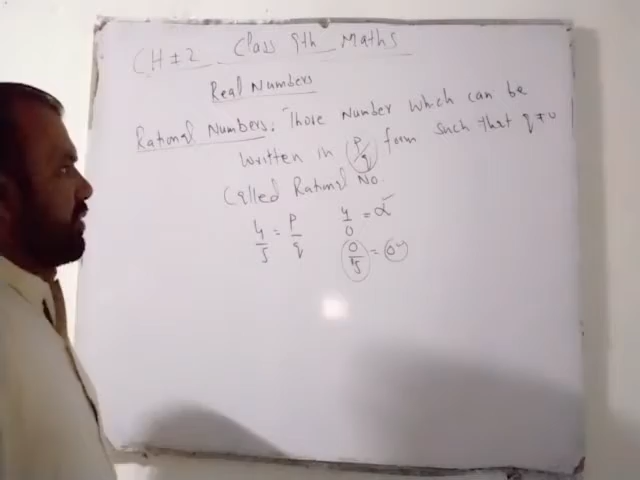 CH # 2 Class 9th Maths
Real Numbers
Rational Numbers: Those Number which can be
written in p/q form such that q ≠ 0
Called Rational No.
4/5 = p/q 4/0 = α
0/5 = 0